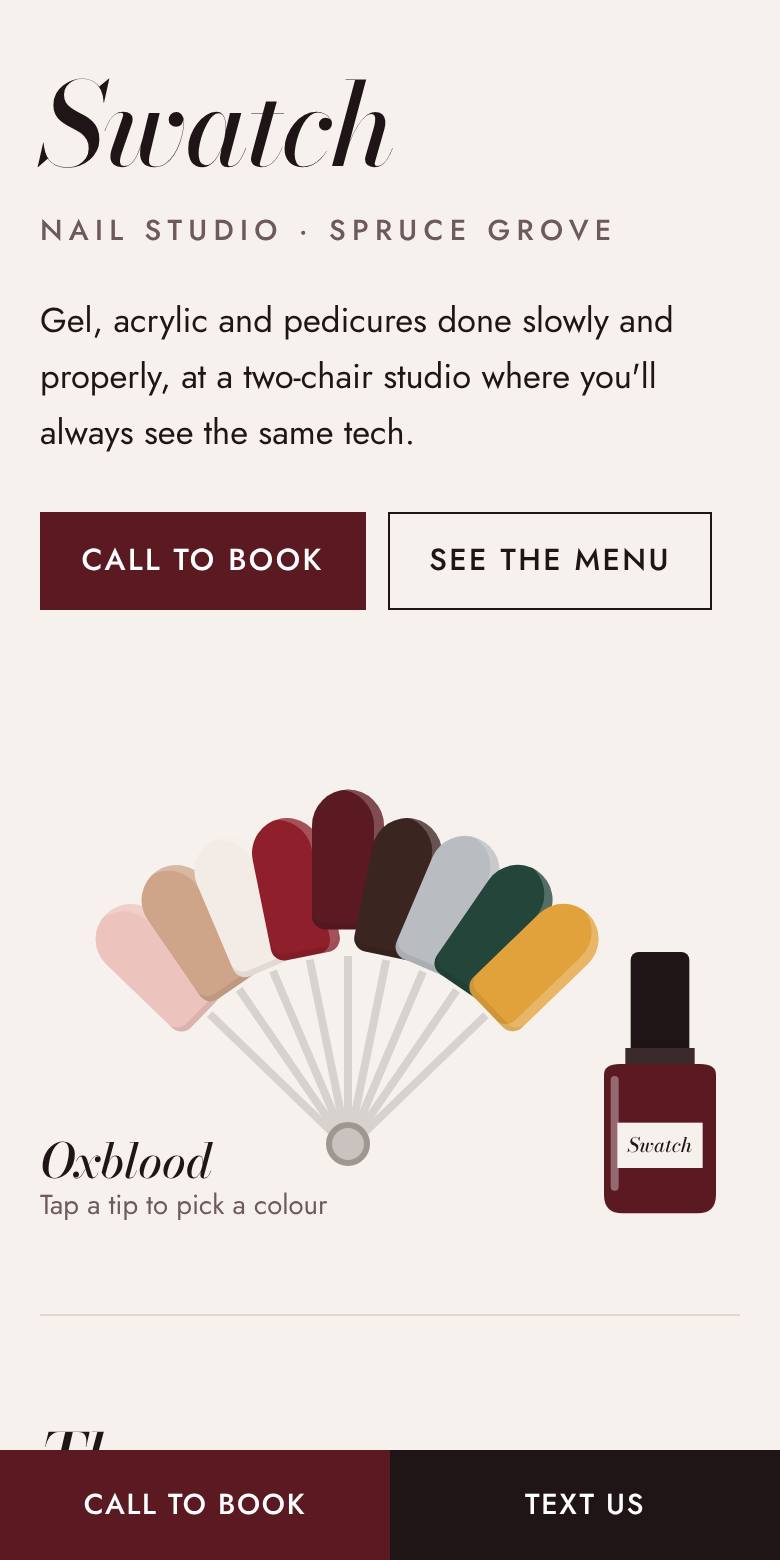 Swatch
NAIL STUDIO · SPRUCE GROVE
Gel, acrylic and pedicures done slowly and
properly, at a two-chair studio where you'll
always see the same tech.
CALL TO BOOK
SEE THE MENU
Swatch
Oxblood
Tap a tip to pick a colour
CALL TO BOOK
TEXT US